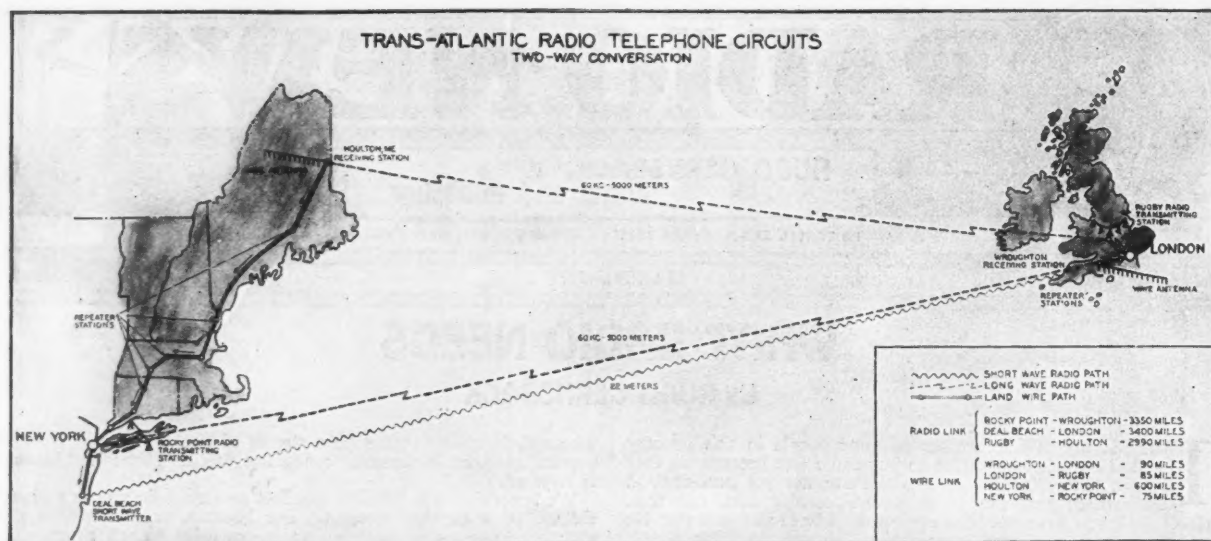 TRANS-ATLANTIC RADIO TELEPHONE CIRCUITS
TWO-WAY CONVERSATION
HOULTON, ME
RECEIVING STATION
60 KC - 5000 METERS
RUGBY RADIO
TRANSMITTING
STATION
LONDON
WROUGHTON
RECEIVING STATION
WAVE ANTENNA
REPEATER
STATIONS
REPEATER
STATIONS
60 KC - 5000 METERS
22 METERS
NEW YORK
ROCKY POINT RADIO
TRANSMITTING
STATION
DEAL BEACH
SHORT WAVE
TRANSMITTER
SHORT WAVE RADIO PATH
LONG WAVE RADIO PATH
LAND WIRE PATH
RADIO LINK
ROCKY POINT - WROUGHTON - 3350 MILES
DEAL BEACH - LONDON - 3400 MILES
RUGBY - HOULTON - 2990 MILES
WIRE LINK
WROUGHTON - LONDON 90 MILES
LONDON - RUGBY " 85 MILES
HOULTON - NEW YORK - 600 MILES
NEW YORK - ROCKY POINT - 75 MILES